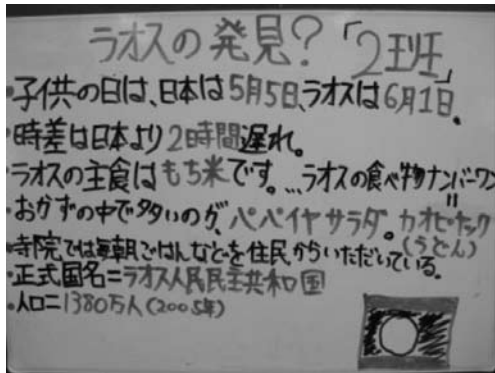 ラオスの発見?「2班」
・子供の日は、日本は5月5日、ラオスは6月1日。
・時差は日本より2時間遅れ。
・ラオスの主食はもち米です。…ラオスの食べ物ナンバーワン
・おかずの中で多いのが、パパイヤサラダ。カオピヤック
(うどん)
・寺院では毎朝ごはんなどを住民からいただいている。
・正式国名=ラオス人民民主共和国
・人口=1380万人(2005年)